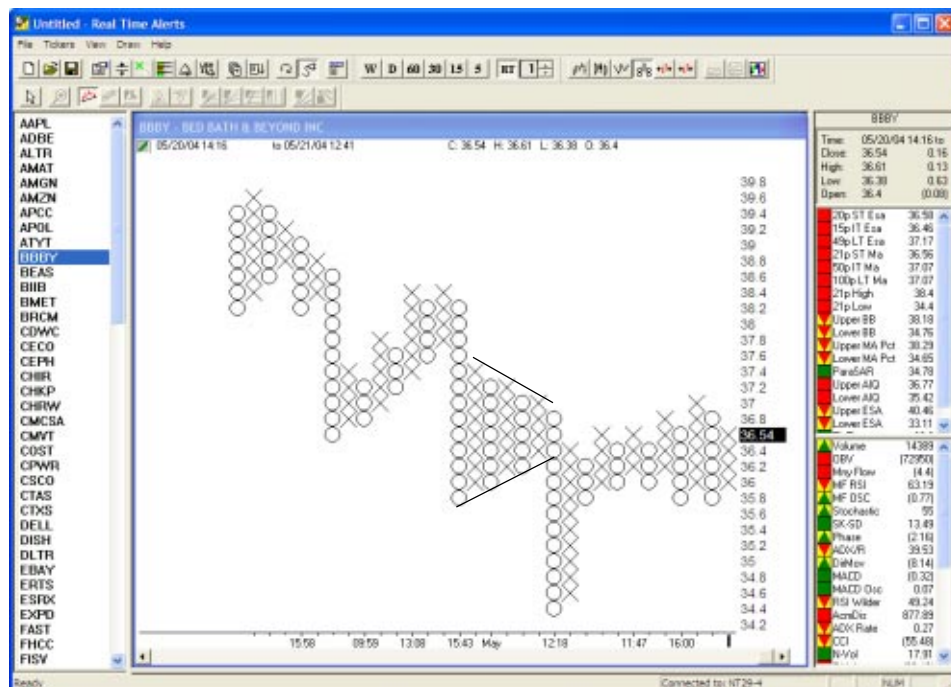 Untitled - Real Time Alerts
File Tickers View Draw Help
W D 60 30 15 5 RT 1
AAPL
ADBE
ALTR
AMAT
AMGN
AMZN
APCC
APOL
ATYT
BBBY
BEAS
BIIB
BMET
BRCM
CDWC
CECO
CEPH
CHIR
CHKP
CHRW
CMCSA
CMVT
COST
CPWR
CSCO
CTAS
CTXS
DELL
DISH
DLTR
EBAY
ERTS
ESRX
EXPD
FAST
FHCC
FISV
BBBY - BED BATH & BEYOND INC
05/20/04 14:16 to 05/21/04 12:41 C: 36.54 H: 36.61 L: 36.38 O: 36.4
39.8
39.6
39.4
39.2
39
38.8
38.6
38.4
38.2
38
37.8
37.6
37.4
37.2
37
36.8
36.54
36.4
36.2
36
35.8
35.6
35.4
35.2
35
34.8
34.6
34.4
34.2
15:58 09:59 13:08 15:43 May 12:18 11:47 16:00
BBBY
Time: 05/20/04 14:16 to
Close: 36.54 0.16
High: 36.61 0.13
Low: 36.38 0.63
Open: 36.4 (0.08)
20p ST Esa 36.58
15p IT Esa 36.46
49p LT Esa 37.17
21p ST Ma 36.56
50p IT Ma 37.07
100p LT Ma 37.07
21p High 38.4
21p Low 34.4
Upper BB 38.18
Lower BB 34.76
Upper MA Pct 38.29
Lower MA Pct 34.65
ParaSAR 34.78
Upper AIQ 36.77
Lower AIQ 35.42
Upper ESA 40.46
Lower ESA 33.11
Volume 14389
OBV (72950)
Mny Flow (4.4)
MF RSI 63.19
MF OSC (0.77)
Stochastic 55
SK-SD 13.49
Phase (2.16)
ADX/R 39.53
DirMov (8.14)
MACD (0.32)
MACD Osc 0.07
RSI Wilder 49.24
AcmDis 877.89
ADX Rate 0.27
CCI (55.48)
N-Vol 17.91
Ready
Connected to: NT29-4
NUM